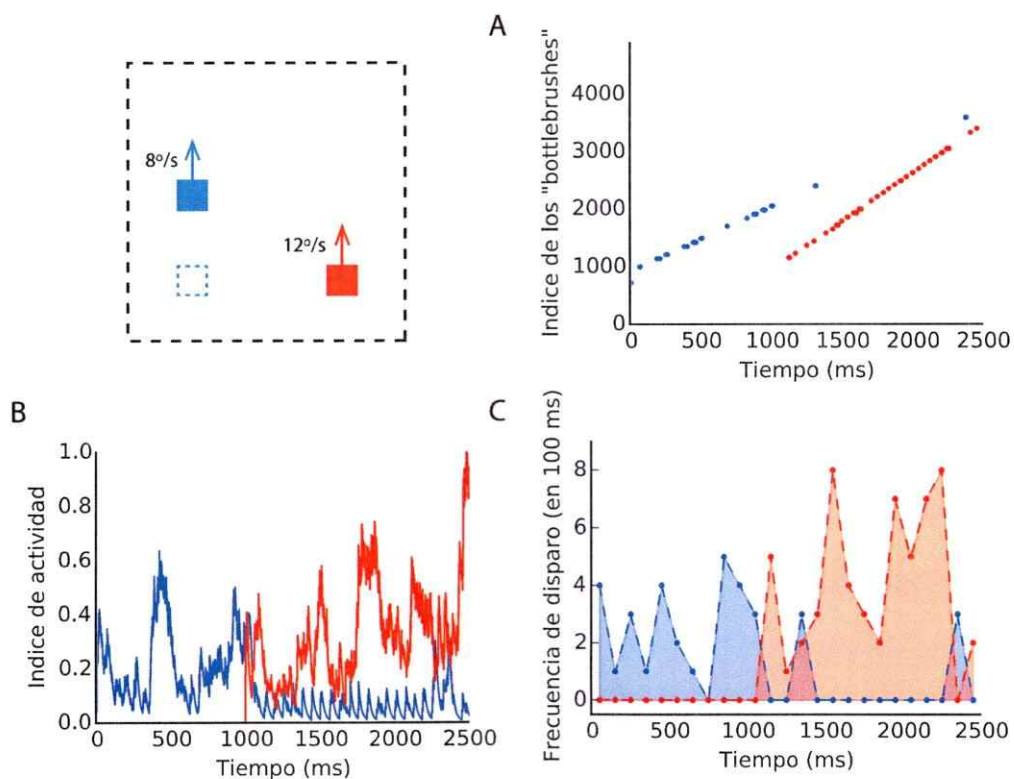 A
8º/s
12º/s
Indice de los "bottlebrushes"
4000
3000
2000
1000
0
0 500 1000 1500 2000 2500
Tiempo (ms)
B
Indice de actividad
1.0
0.8
0.6
0.4
0.2
0.0
0 500 1000 1500 2000 2500
Tiempo (ms)
C
Frecuencia de disparo (en 100 ms)
8
6
4
2
0
0 500 1000 1500 2000 2500
Tiempo (ms)